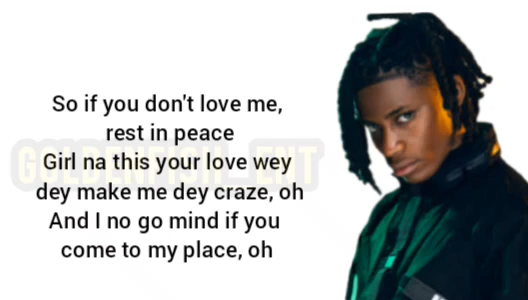 So if you don't love me,
rest in peace
GOLDENFISH_ENT
Girl na this your love wey
dey make me dey craze, oh
And I no go mind if you
come to my place, oh